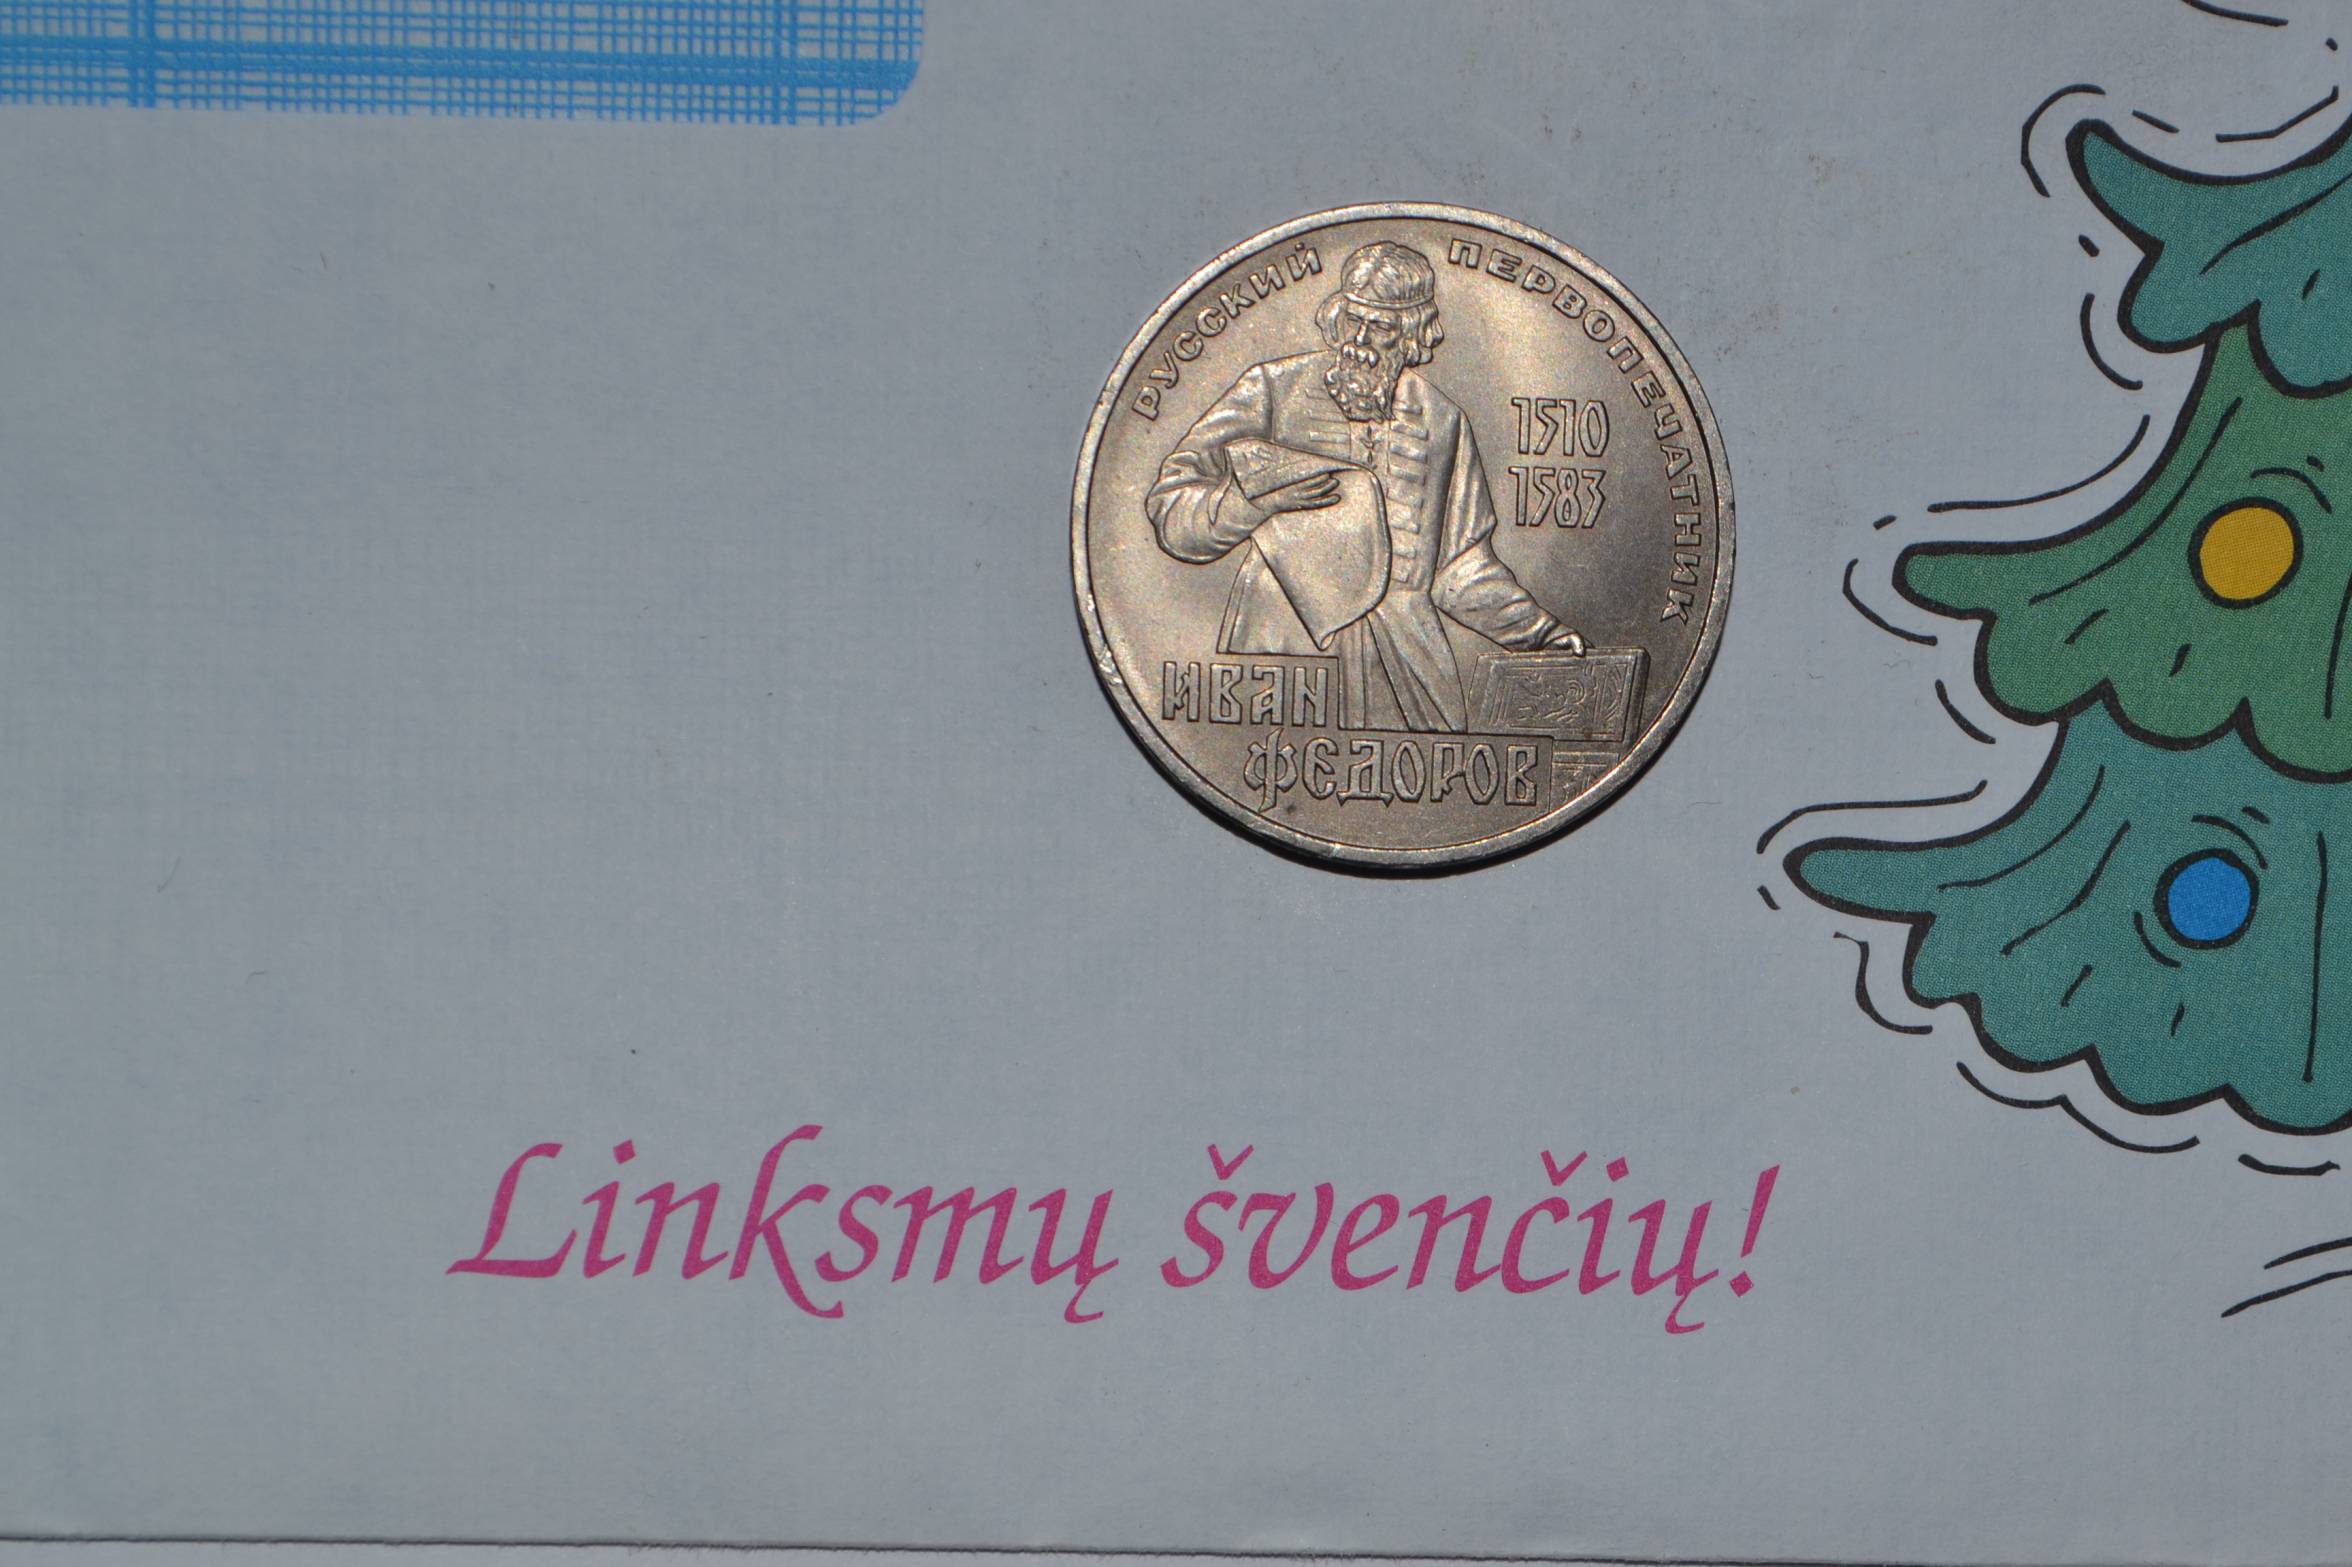 РУССКИЙ ПЕРВОПЕЧАТНИК
1510
1583
ИВАН
ФЕДОРОВ
Linksmų švenčių!